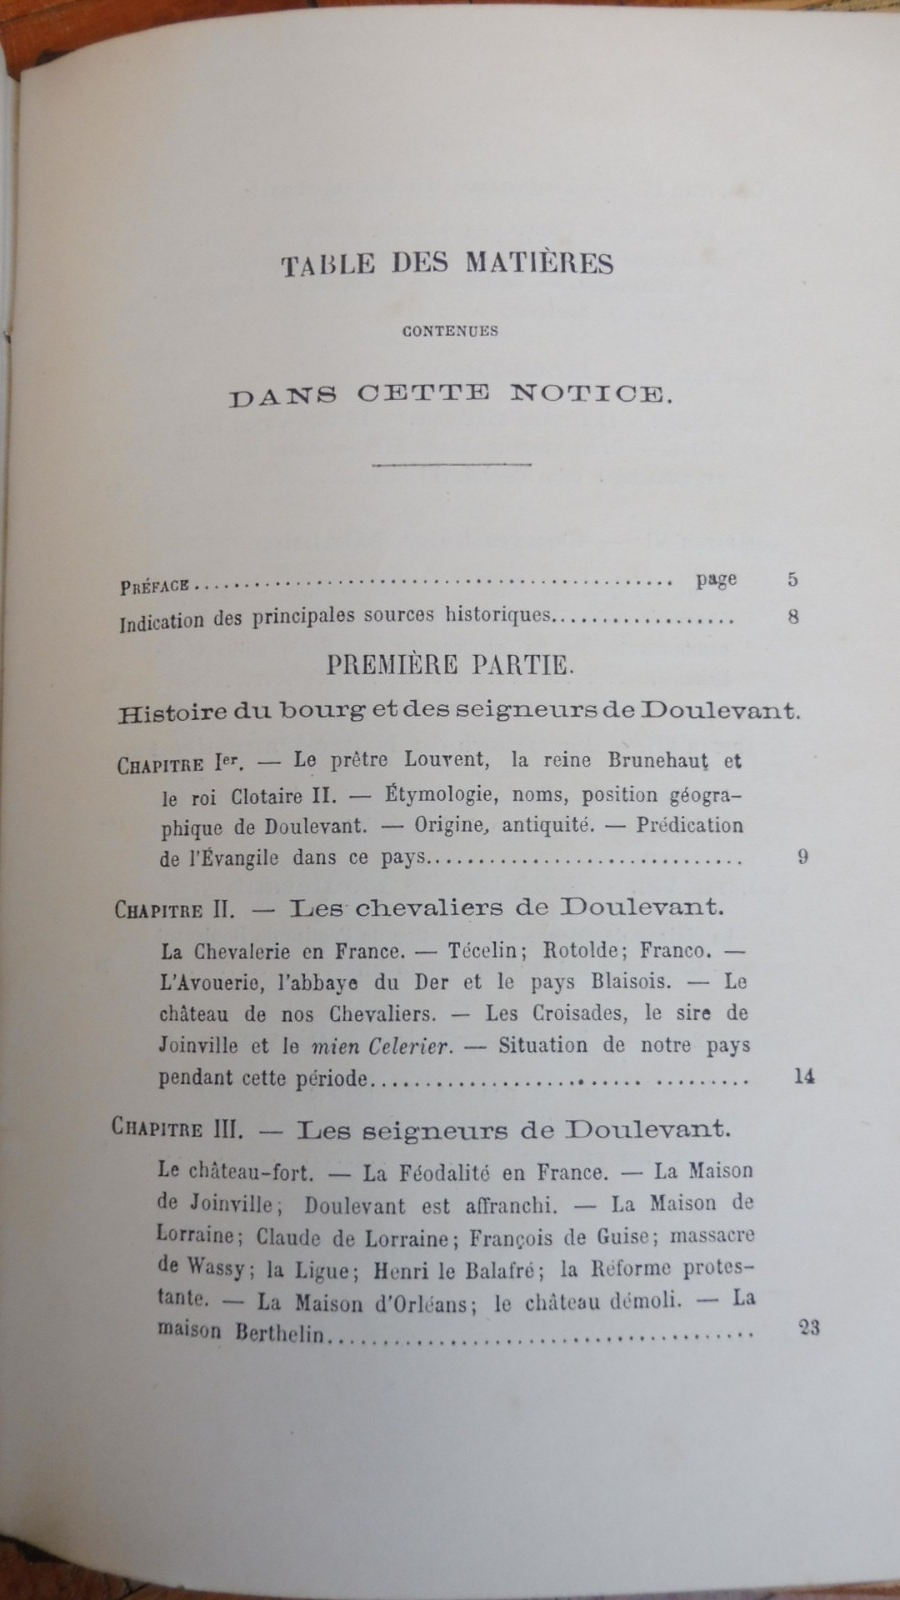 TABLE DES MATIÈRES
CONTENUES
DANS CETTE NOTICE.
PRÉFACE................................................ page 5
Indication des principales sources historiques.................. 8
PREMIÈRE PARTIE.
Histoire du bourg et des seigneurs de Doulevant.
CHAPITRE Ier. — Le prêtre Louvent, la reine Brunehaut et
le roi Clotaire II. — Étymologie, noms, position géogra-
phique de Doulevant. — Origine, antiquité. — Prédication
de l'Évangile dans ce pays.............................. 9
CHAPITRE II. — Les chevaliers de Doulevant.
La Chevalerie en France. — Técelin; Rotolde; Franco. —
L'Avouerie, l'abbaye du Der et le pays Blaisois. — Le
château de nos Chevaliers. — Les Croisades, le sire de
Joinville et le mien Celerier. — Situation de notre pays
pendant cette période................................... 14
CHAPITRE III. — Les seigneurs de Doulevant.
Le château-fort. — La Féodalité en France. — La Maison
de Joinville; Doulevant est affranchi. — La Maison de
Lorraine; Claude de Lorraine; François de Guise; massacre
de Wassy; la Ligue; Henri le Balafré; la Réforme protes-
tante. — La Maison d'Orléans; le château démoli. — La
maison Berthelin........................................ 23